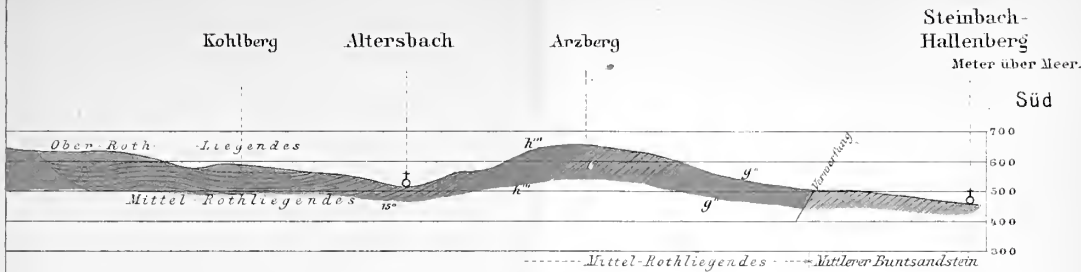 Steinbach-
Hallenberg
Kohlberg Altersbach Arzberg
Meter über Meer.
Süd
700
Ober-Roth-Liegendes h''' Verwerfung
600
g''
h''' 500
Mittel-Rothliegendes 15° g''
400
300
Mittel-Rothliegendes Mittlerer Buntsandstein